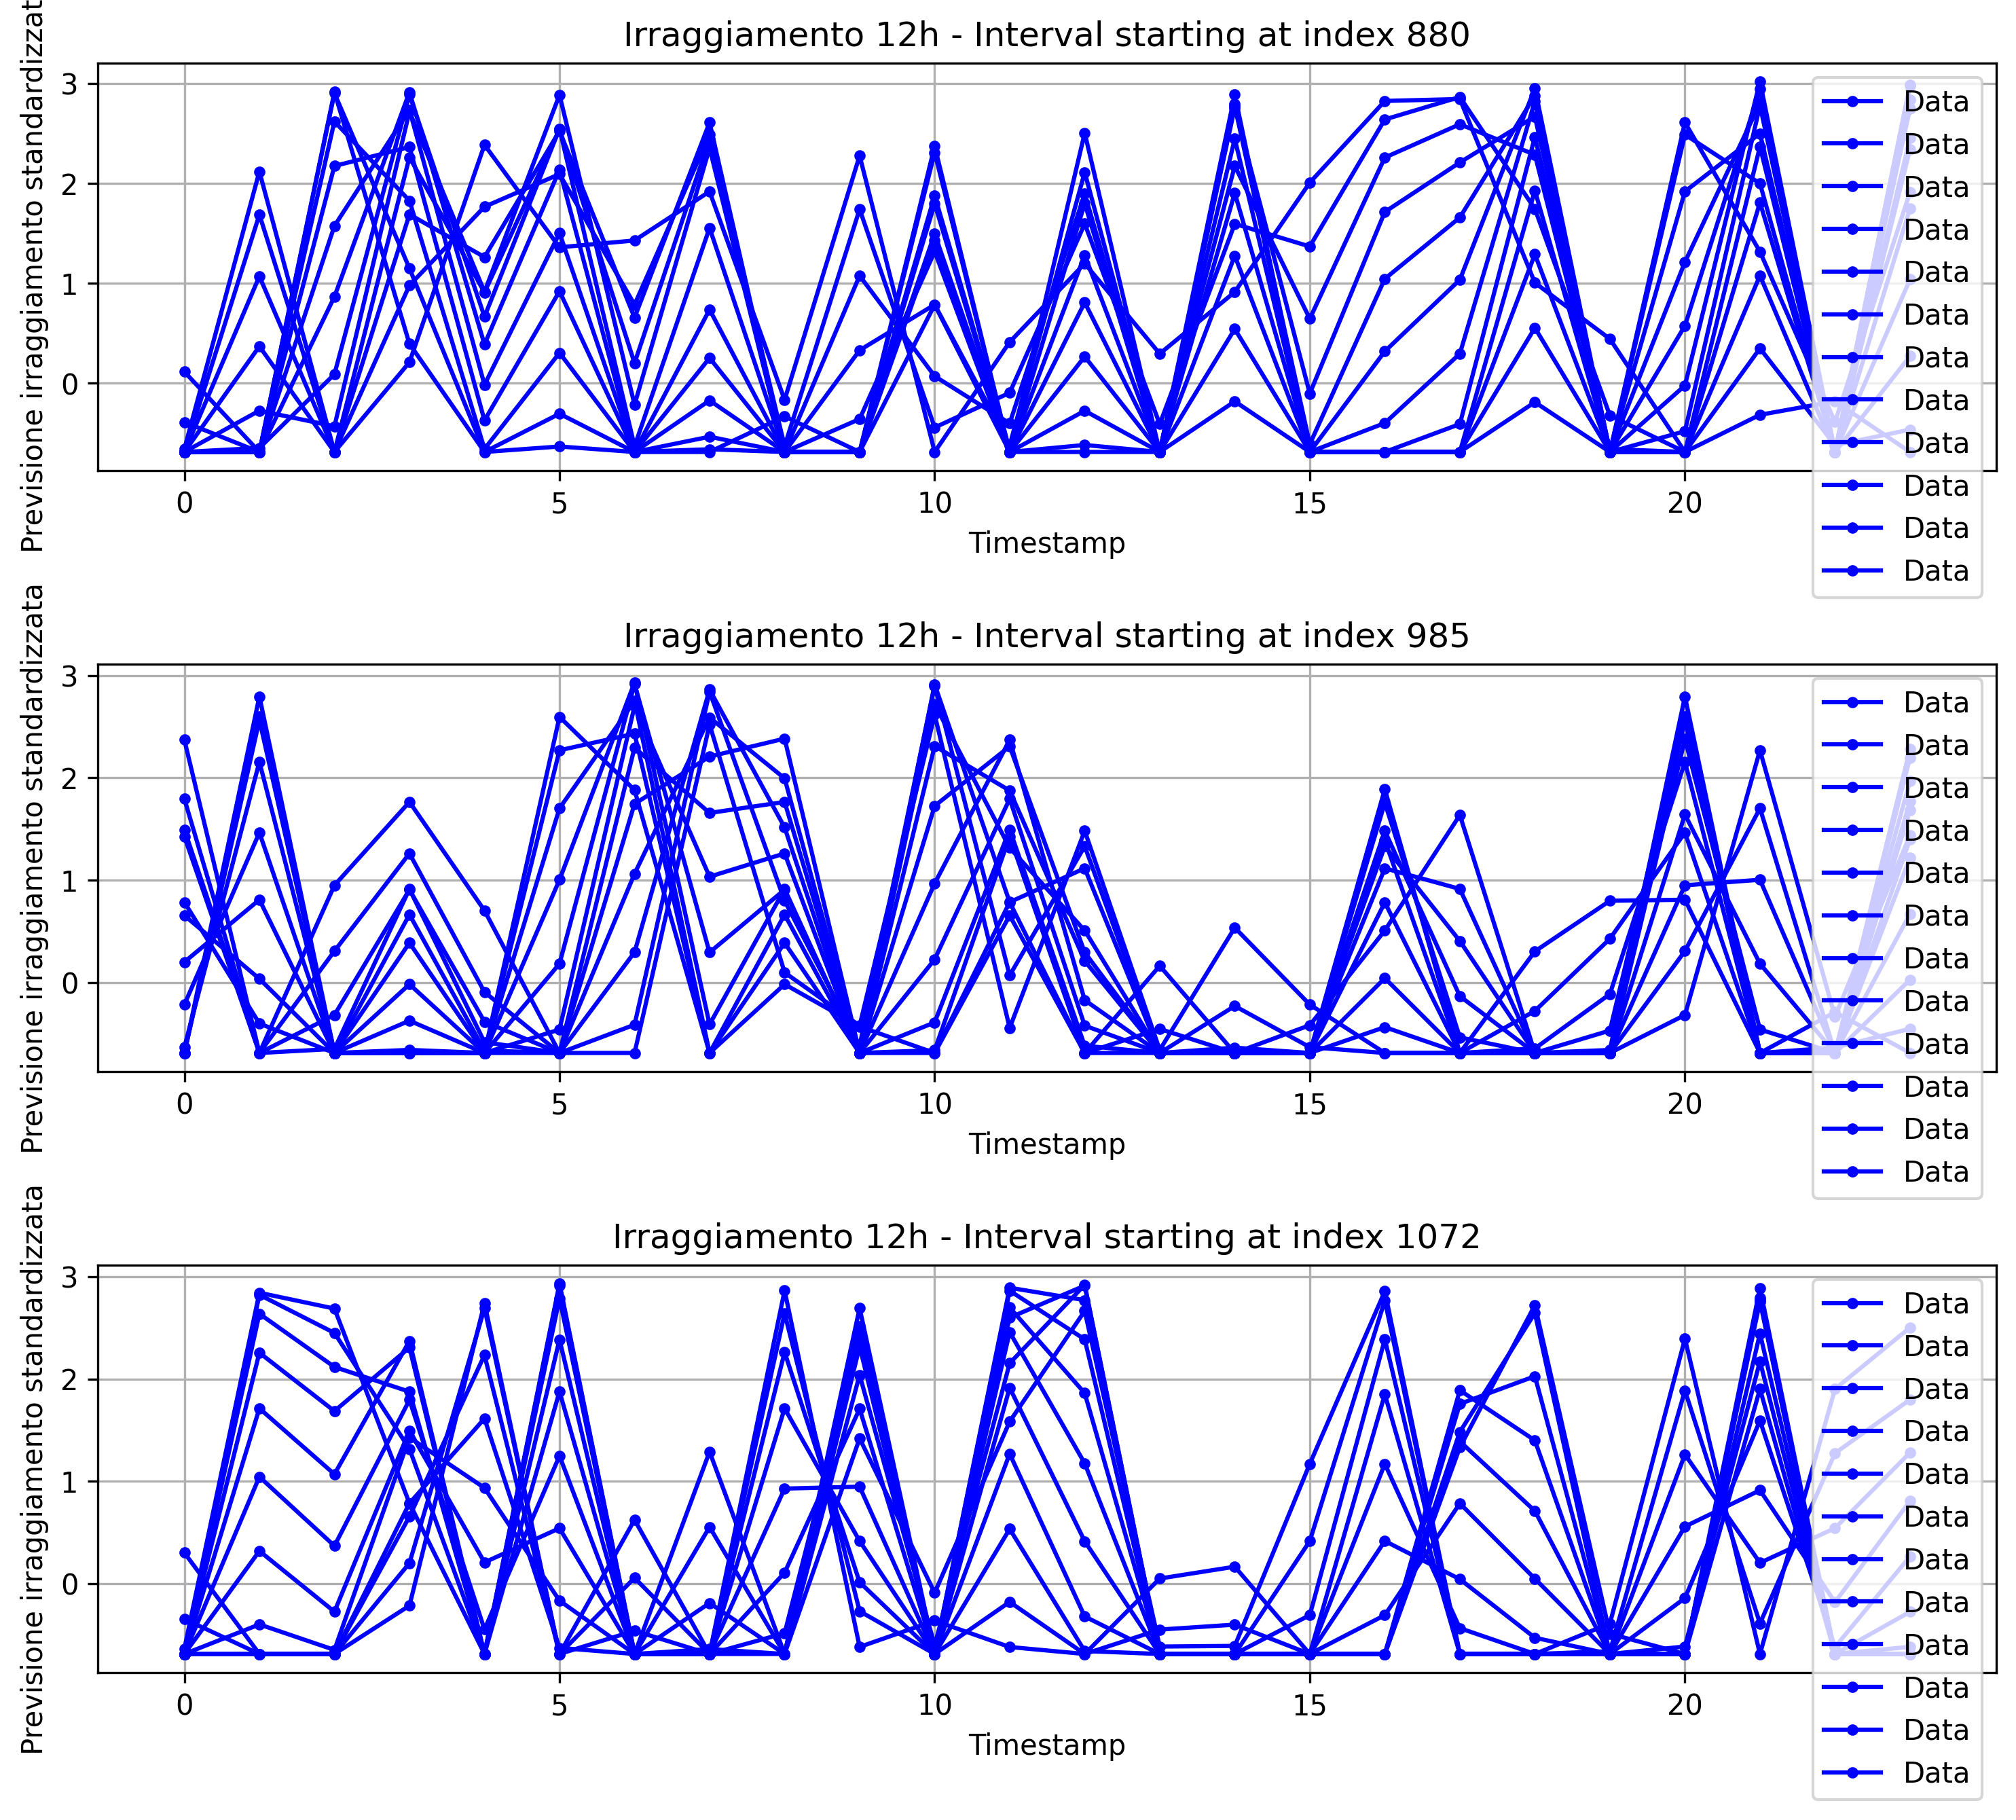 Irraggiamento 12h - Interval starting at index 880
Previsione irraggiamento standardizzat
3
2
1
0
0
5
10
15
20
Timestamp
Data
Data
Data
Data
Data
Data
Data
Data
Data
Data
Data
Data
Irraggiamento 12h - Interval starting at index 985
Previsione irraggiamento standardizzata
3
2
1
0
0
5
10
15
20
Timestamp
Data
Data
Data
Data
Data
Data
Data
Data
Data
Data
Data
Data
Irraggiamento 12h - Interval starting at index 1072
Previsione irraggiamento standardizzata
3
2
1
0
0
5
10
15
20
Timestamp
Data
Data
Data
Data
Data
Data
Data
Data
Data
Data
Data
Data